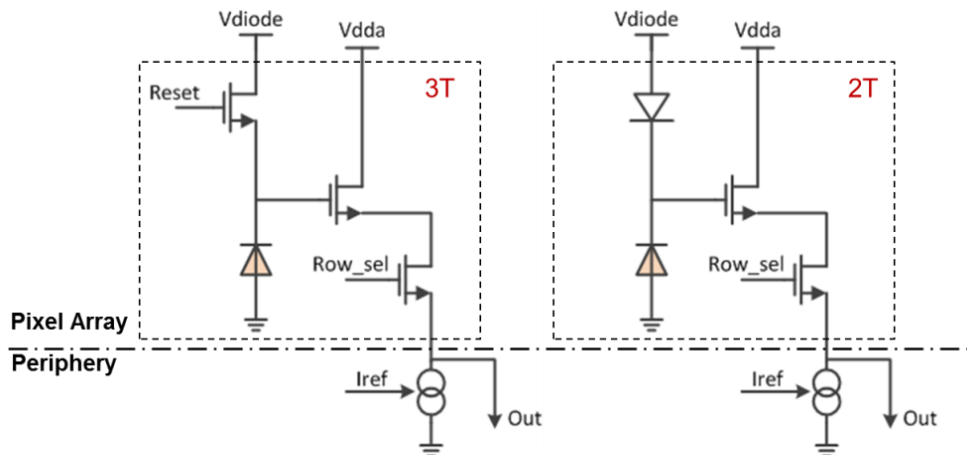 Vdiode
Vdda
3T
Reset
Row_sel
Vdiode
Vdda
2T
Row_sel
Pixel Array
Periphery
Iref
Out
Iref
Out